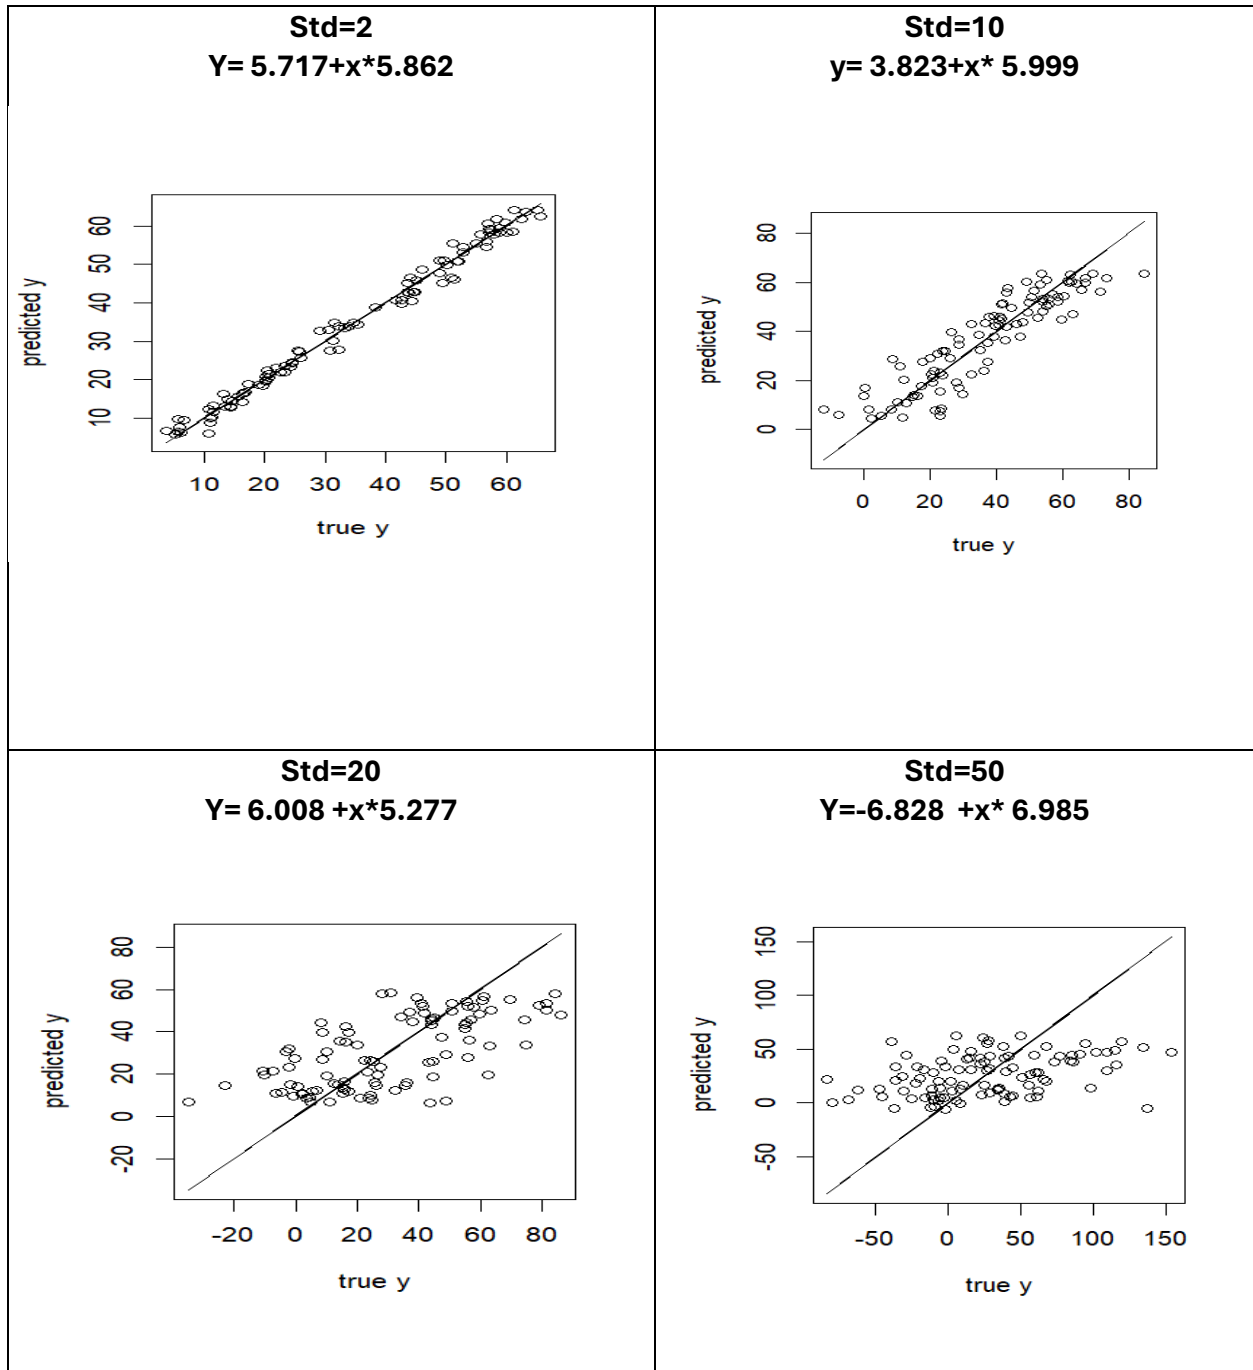 Std=2
Y= 5.717+x*5.862
predicted y
60
50
40
30
20
10
10 20 30 40 50 60
true y
Std=10
y= 3.823+x* 5.999
predicted y
80
60
40
20
0
0 20 40 60 80
true y
Std=20
Y= 6.008 +x*5.277
predicted y
80
60
40
20
0
-20
-20 0 20 40 60 80
true y
Std=50
Y=-6.828 +x* 6.985
predicted y
150
100
50
0
-50
-50 0 50 100 150
true y